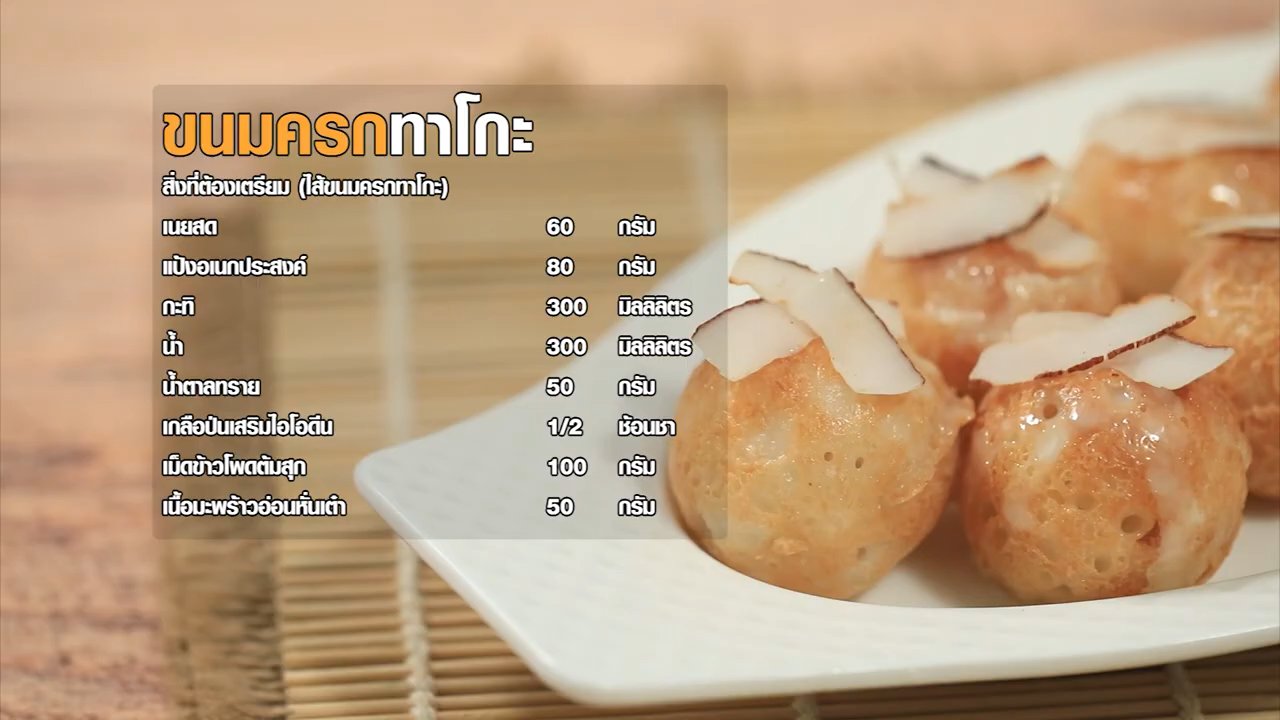 ขนมครกทาโกะ
สิ่งที่ต้องเตรียม (ไส้ขนมครกทาโกะ)
เนยสด 60 กรัม
แป้งอเนกประสงค์ 80 กรัม
กะทิ 300 มิลลิลิตร
น้ำ 300 มิลลิลิตร
น้ำตาลทราย 50 กรัม
เกลือป่นเสริมไอโอดีน 1/2 ช้อนชา
เม็ดข้าวโพดต้มสุก 100 กรัม
เนื้อมะพร้าวอ่อนหั่นเต๋า 50 กรัม